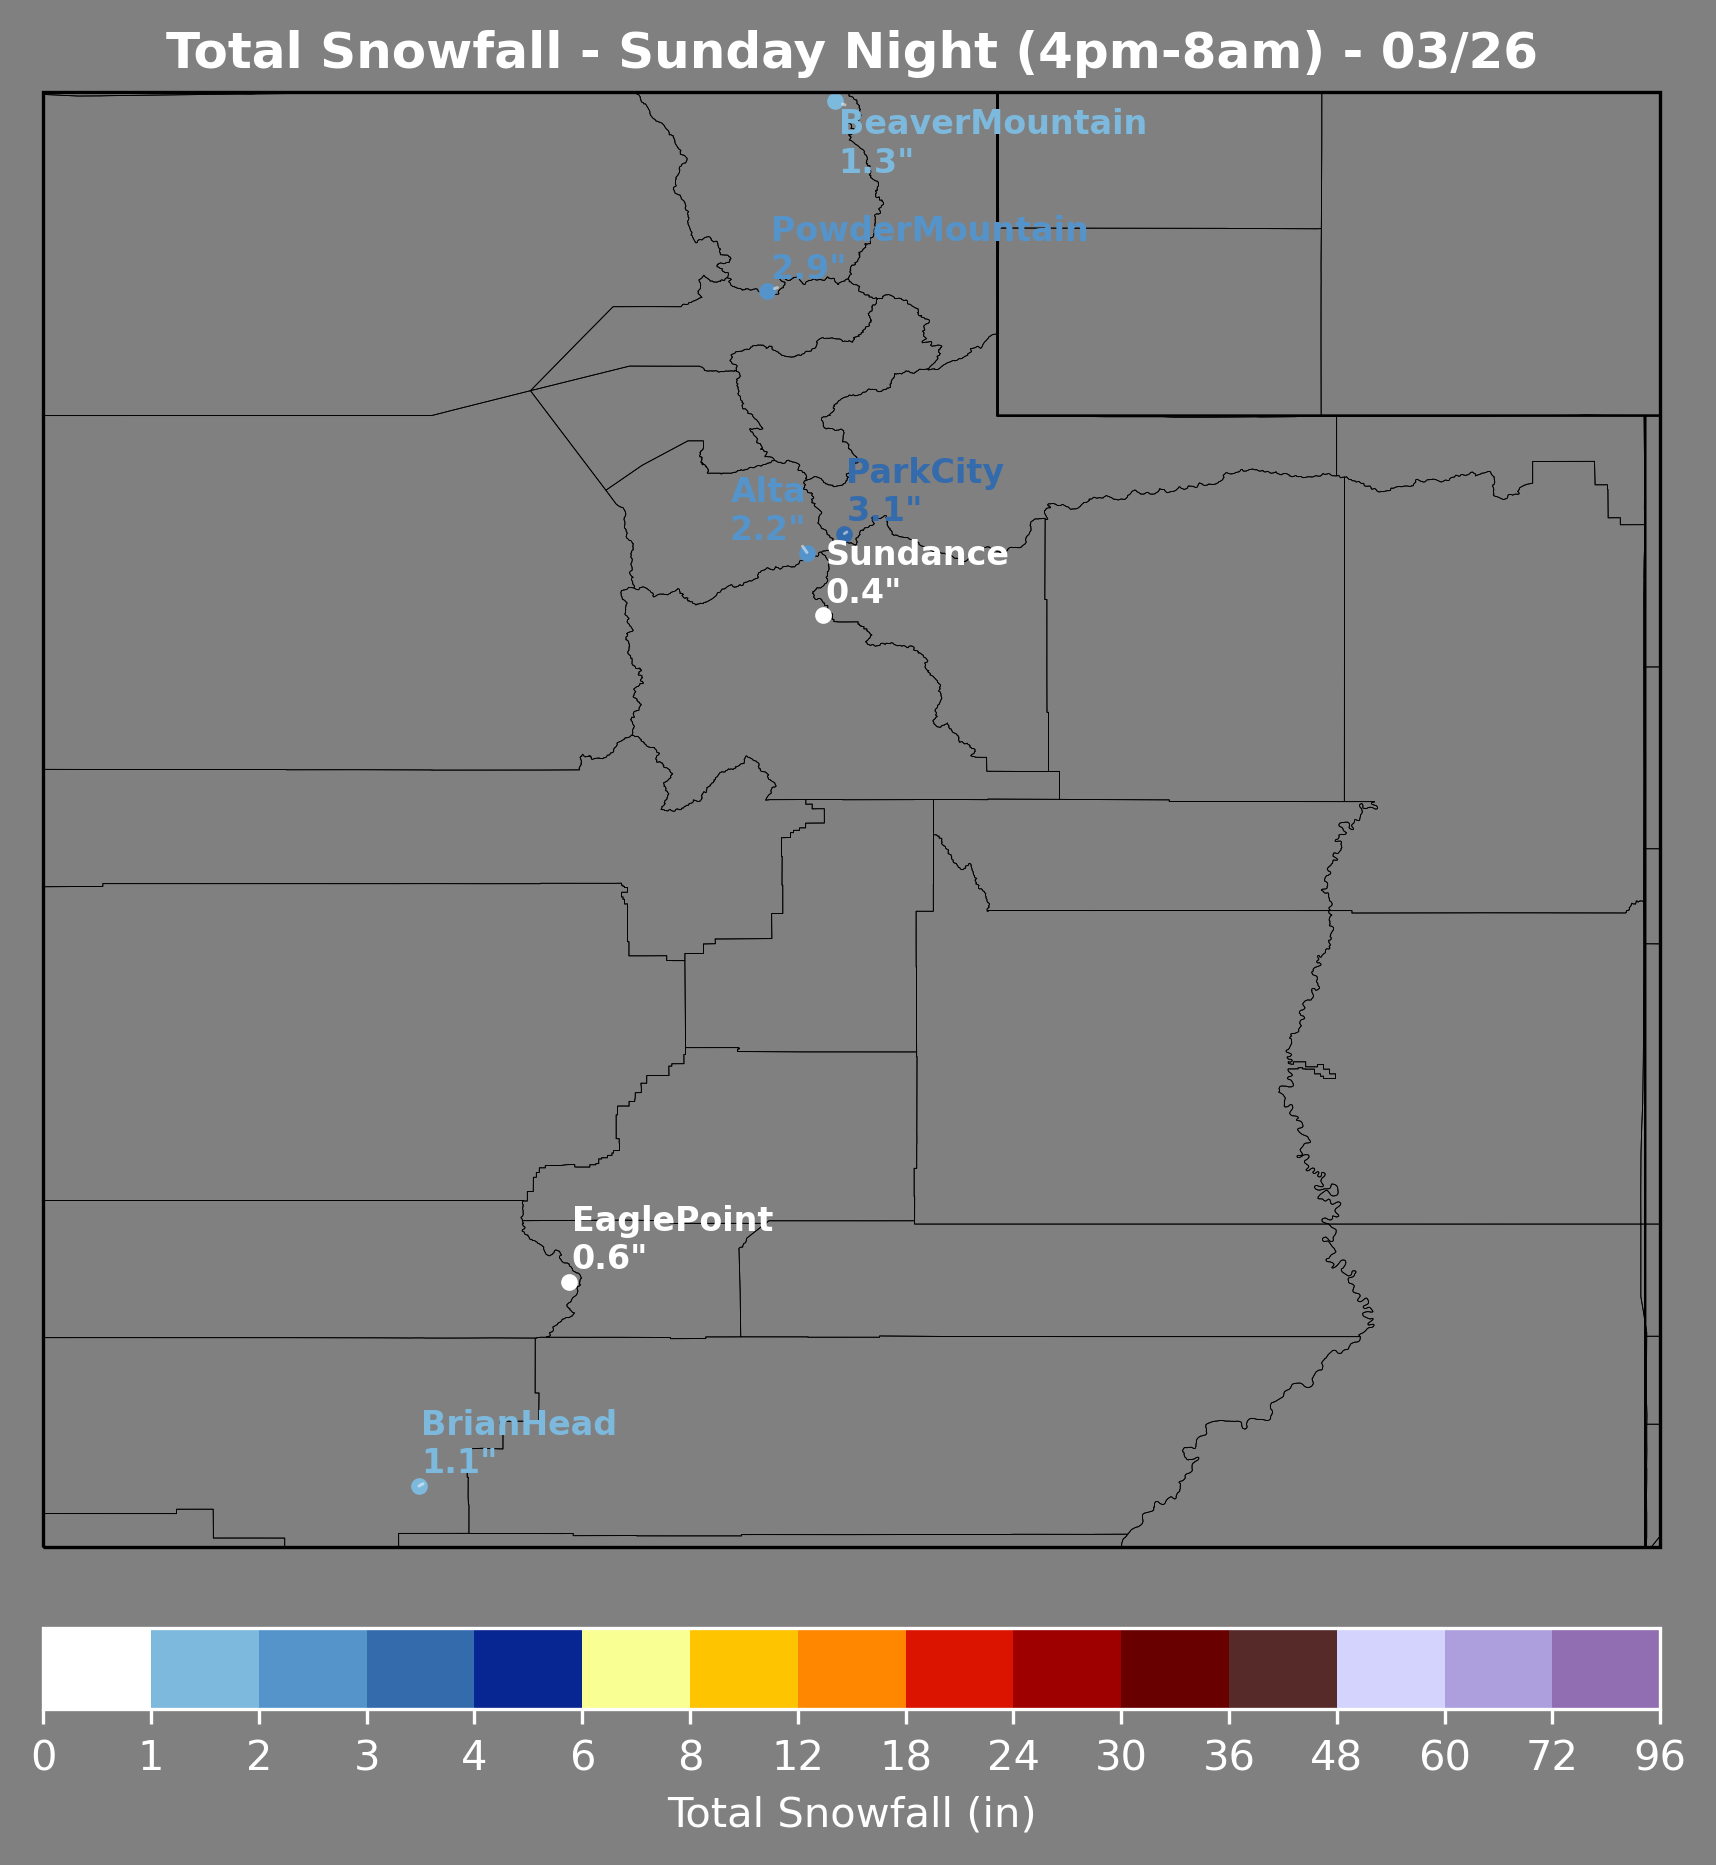 Total Snowfall - Sunday Night (4pm-8am) - 03/26
BeaverMountain
1.3"
PowderMountain
2.9"
ParkCity
3.1"
Alta
2.2"
Sundance
0.4"
EaglePoint
0.6"
BrianHead
1.1"
0 1 2 3 4 6 8 12 18 24 30 36 48 60 72 96
Total Snowfall (in)